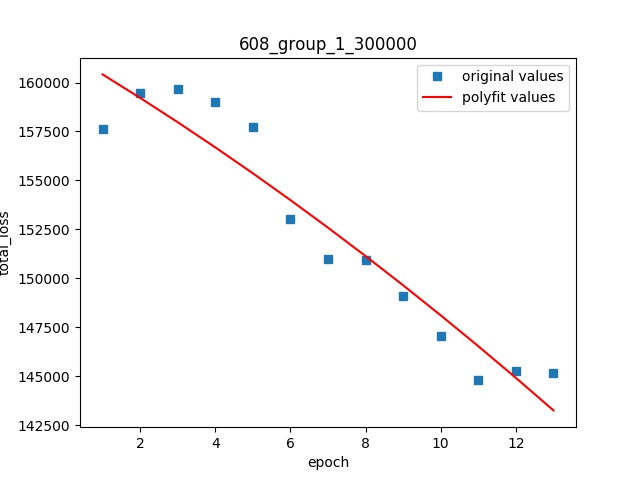 608_group_1_300000
original values
polyfit values
160000
157500
155000
152500
150000
147500
145000
142500
total_loss
2 4 6 8 10 12
epoch